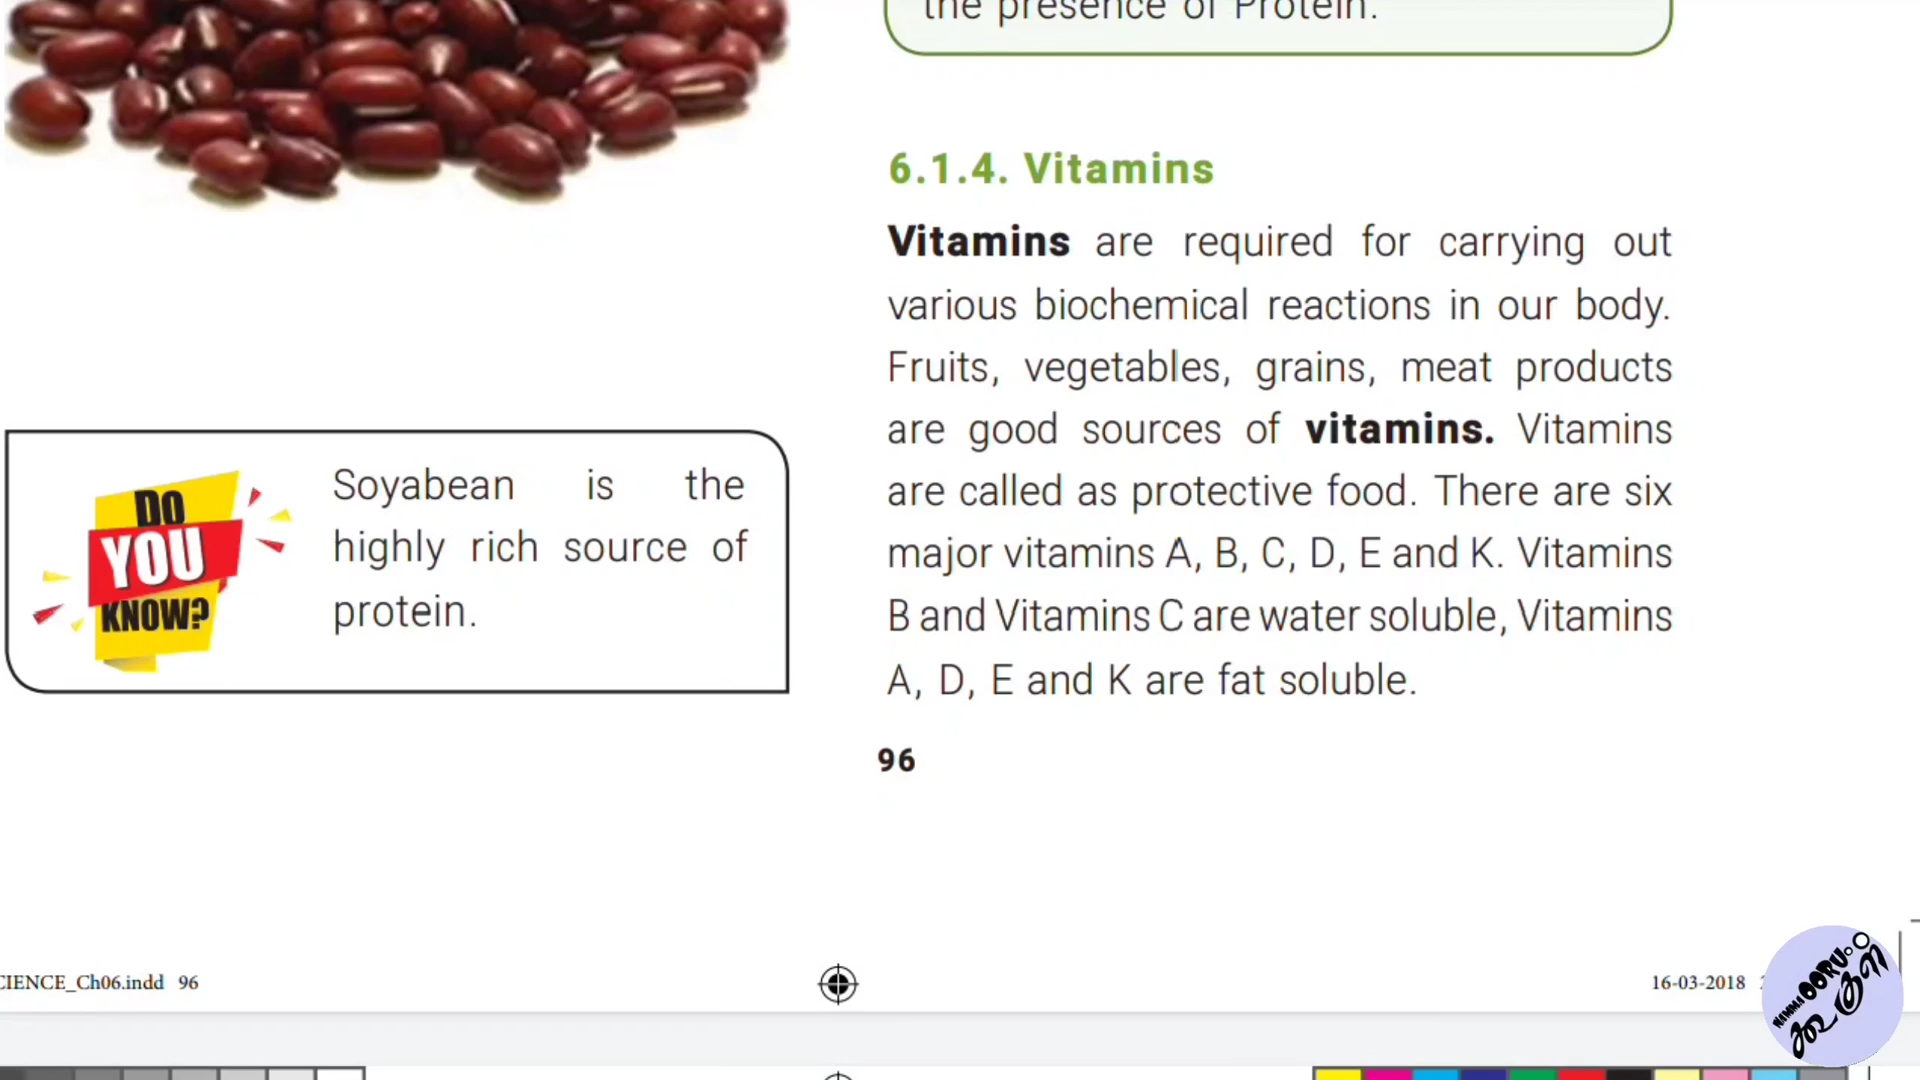 the presence of Protein.
6.1.4. Vitamins
Vitamins are required for carrying out
various biochemical reactions in our body.
Fruits, vegetables, grains, meat products
are good sources of vitamins. Vitamins
are called as protective food. There are six
major vitamins A, B, C, D, E and K. Vitamins
B and Vitamins C are water soluble, Vitamins
A, D, E and K are fat soluble.
DO
YOU
KNOW?
Soyabean is the
highly rich source of
protein.
96
CIENCE_Ch06.indd 96
16-03-2018
NAMMA OORU